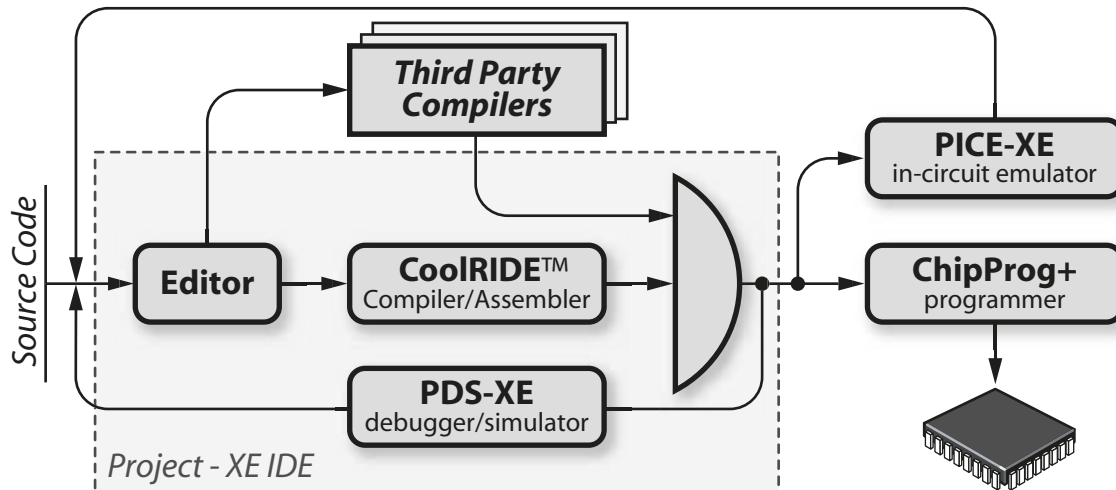 Third Party
Compilers
PICE-XE
in-circuit emulator
Source Code
Editor
CoolRIDE™
Compiler/Assembler
ChipProg+
programmer
PDS-XE
debugger/simulator
Project - XE IDE